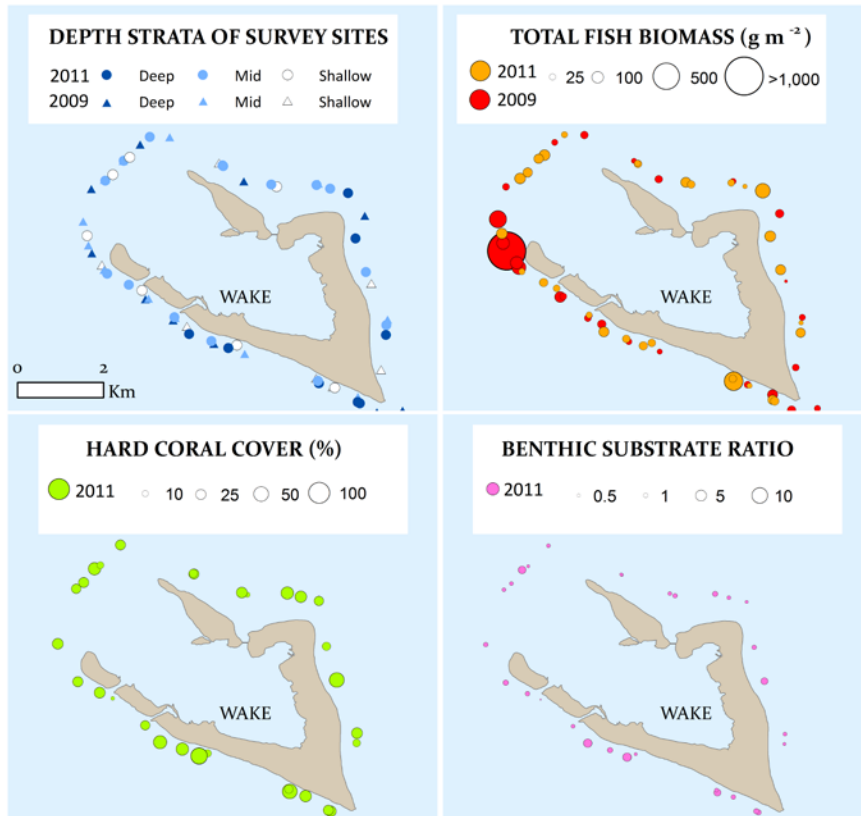 DEPTH STRATA OF SURVEY SITES
2011 Deep Mid Shallow
2009 Deep Mid Shallow
WAKE
0 2
Km
TOTAL FISH BIOMASS (g m ⁻²)
2011 25 100 500 >1,000
2009
WAKE
HARD CORAL COVER (%)
2011 10 25 50 100
WAKE
BENTHIC SUBSTRATE RATIO
2011 0.5 1 5 10
WAKE